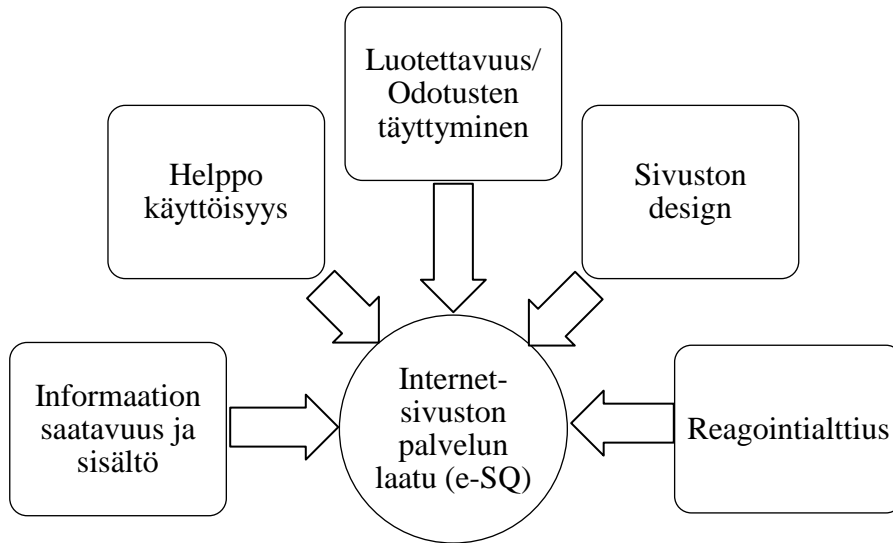 Luotettavuus/
Odotusten
täyttyminen
Helppo
käyttöisyys
Sivuston
design
Informaation
saatavuus ja
sisältö
Internet-
sivuston
palvelun
laatu (e-SQ)
Reagointialttius